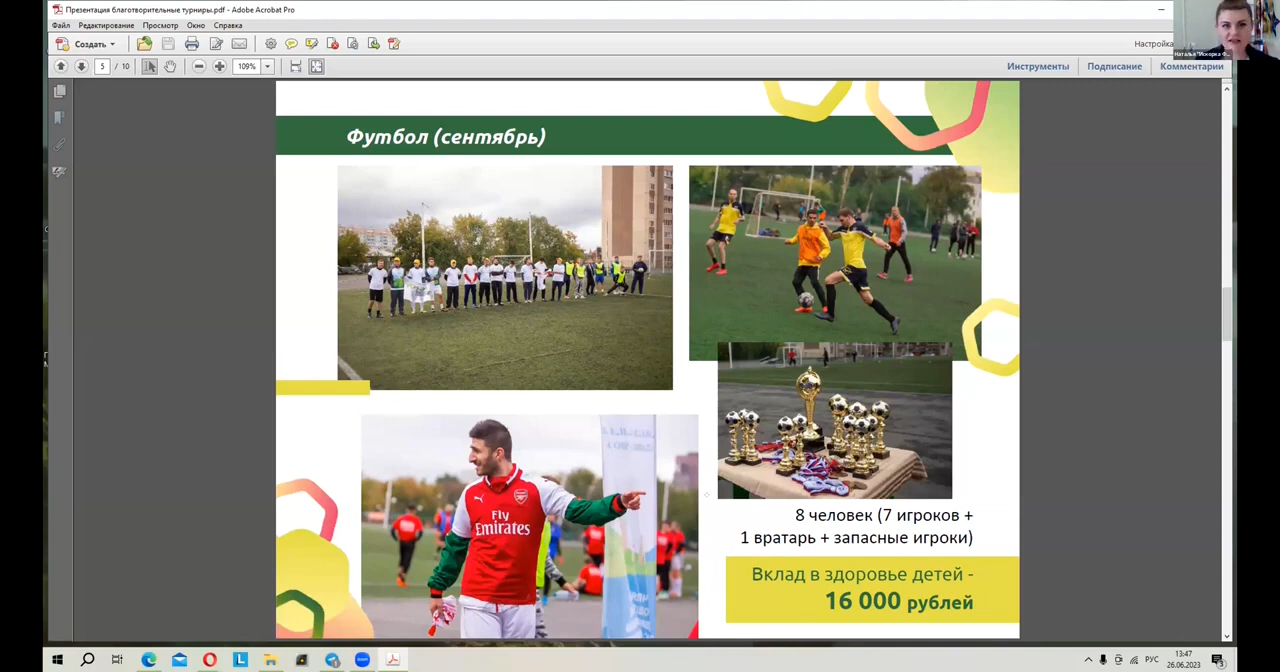 Презентация благотворительные турниры.pdf - Adobe Acrobat Pro
Файл Редактирование Просмотр Окно Справка
Создать
Настройка
5 / 10 109%
Инструменты Подписание Комментарии
Наталья "Искорка Ф...
Футбол (сентябрь)
Fly
Emirates
8 человек (7 игроков +
1 вратарь + запасные игроки)
Вклад в здоровье детей -
16 000 рублей
РУС
13:47
26.06.2023